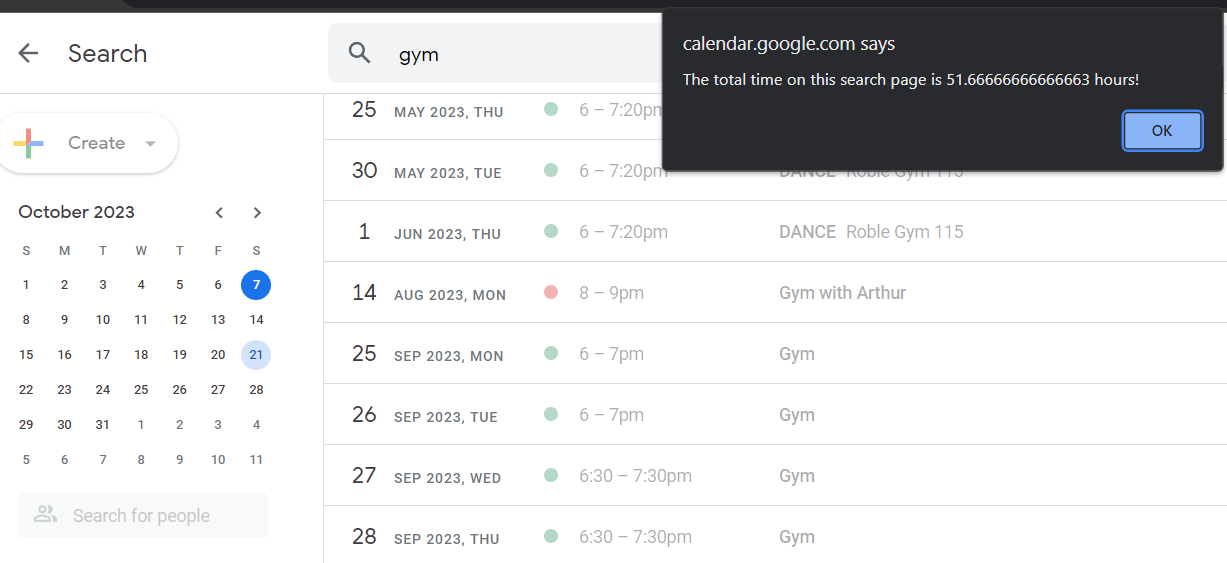 Search
gym
calendar.google.com says
The total time on this search page is 51.66666666666663 hours!
OK
Create
October 2023
S M T W T F S
1 2 3 4 5 6 7
8 9 10 11 12 13 14
15 16 17 18 19 20 21
22 23 24 25 26 27 28
29 30 31 1 2 3 4
5 6 7 8 9 10 11
Search for people
25 MAY 2023, THU 6 – 7:20pm
30 MAY 2023, TUE 6 – 7:20pm DANCE Roble Gym 115
1 JUN 2023, THU 6 – 7:20pm DANCE Roble Gym 115
14 AUG 2023, MON 8 – 9pm Gym with Arthur
25 SEP 2023, MON 6 – 7pm Gym
26 SEP 2023, TUE 6 – 7pm Gym
27 SEP 2023, WED 6:30 – 7:30pm Gym
28 SEP 2023, THU 6:30 – 7:30pm Gym